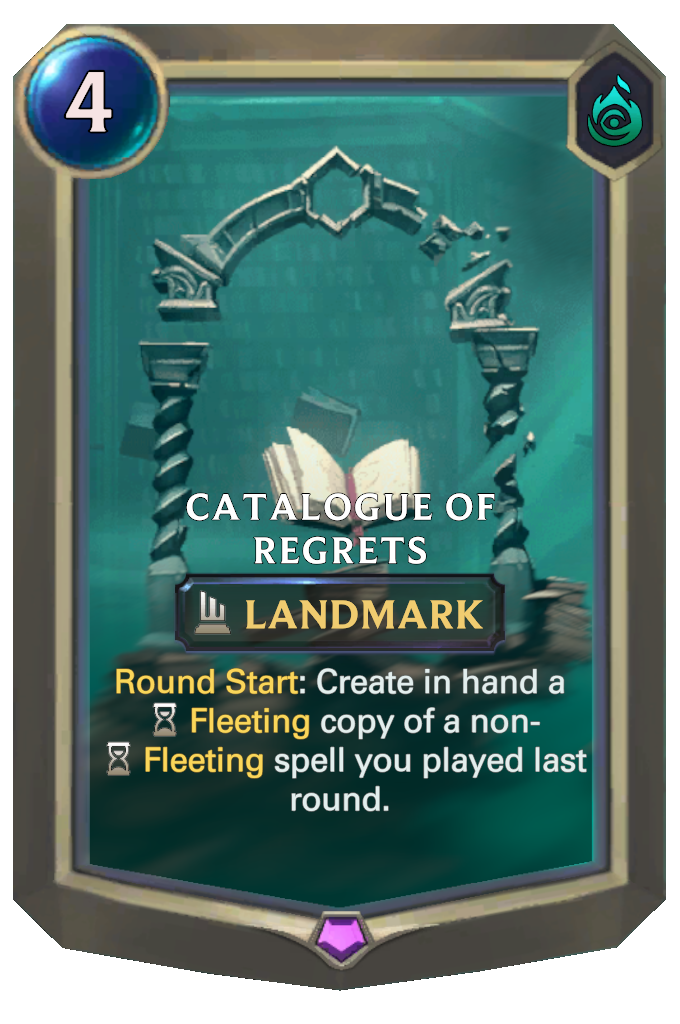 4
CATALOGUE OF
REGRETS
LANDMARK
Round Start: Create in hand a
Fleeting copy of a non-
Fleeting spell you played last
round.